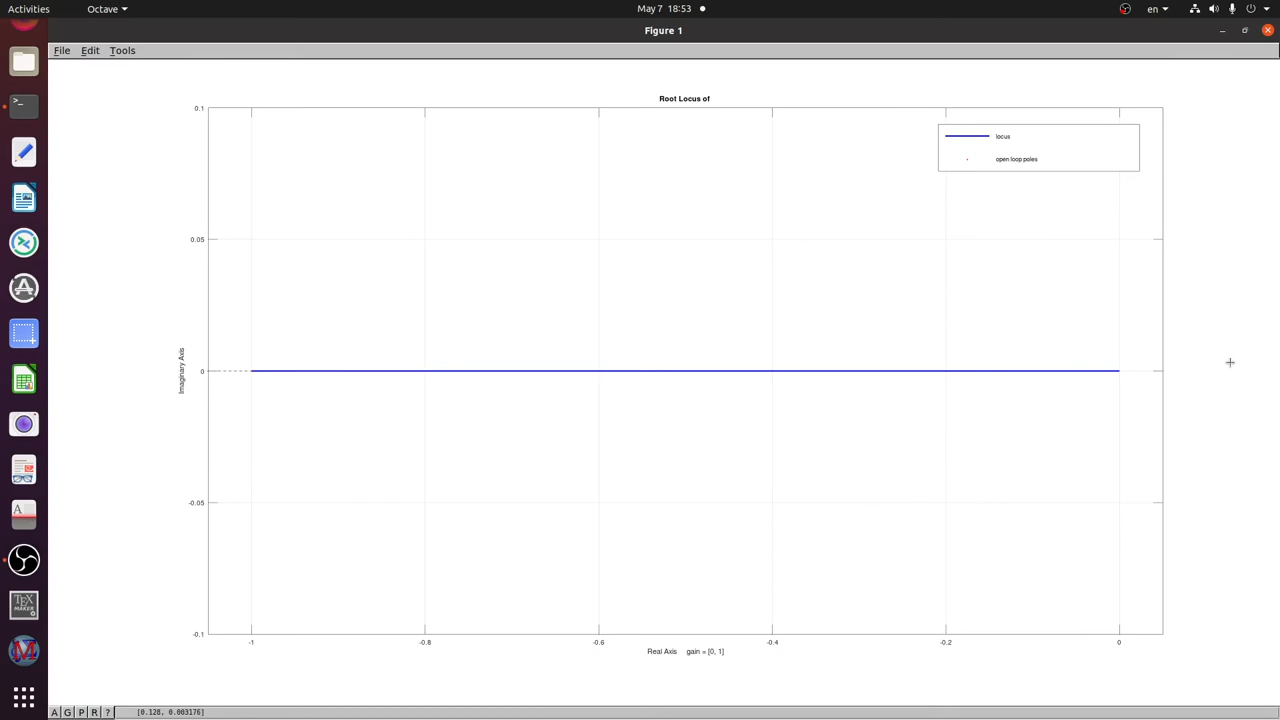 Activities Octave May 7 18:53 en
Figure 1
File Edit Tools
Root Locus of
0.1
locus
open loop poles
0.05
0
-0.05
-0.1
Imaginary Axis
-1 -0.8 -0.6 -0.4 -0.2 0
Real Axis gain = [0, 1]
A G P R ? [0.128, 0.003176]
>_
A
TEX
MAKER
M